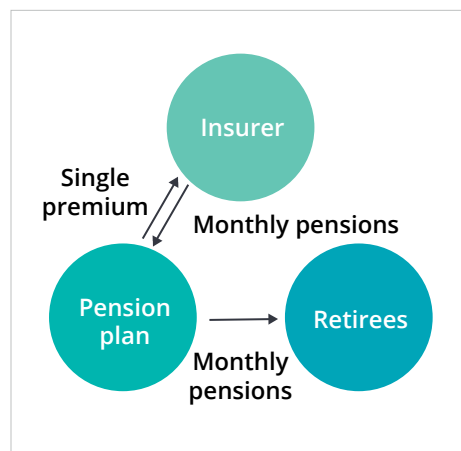 Insurer
Single
premium
Monthly pensions
Pension
plan
Retirees
Monthly
pensions